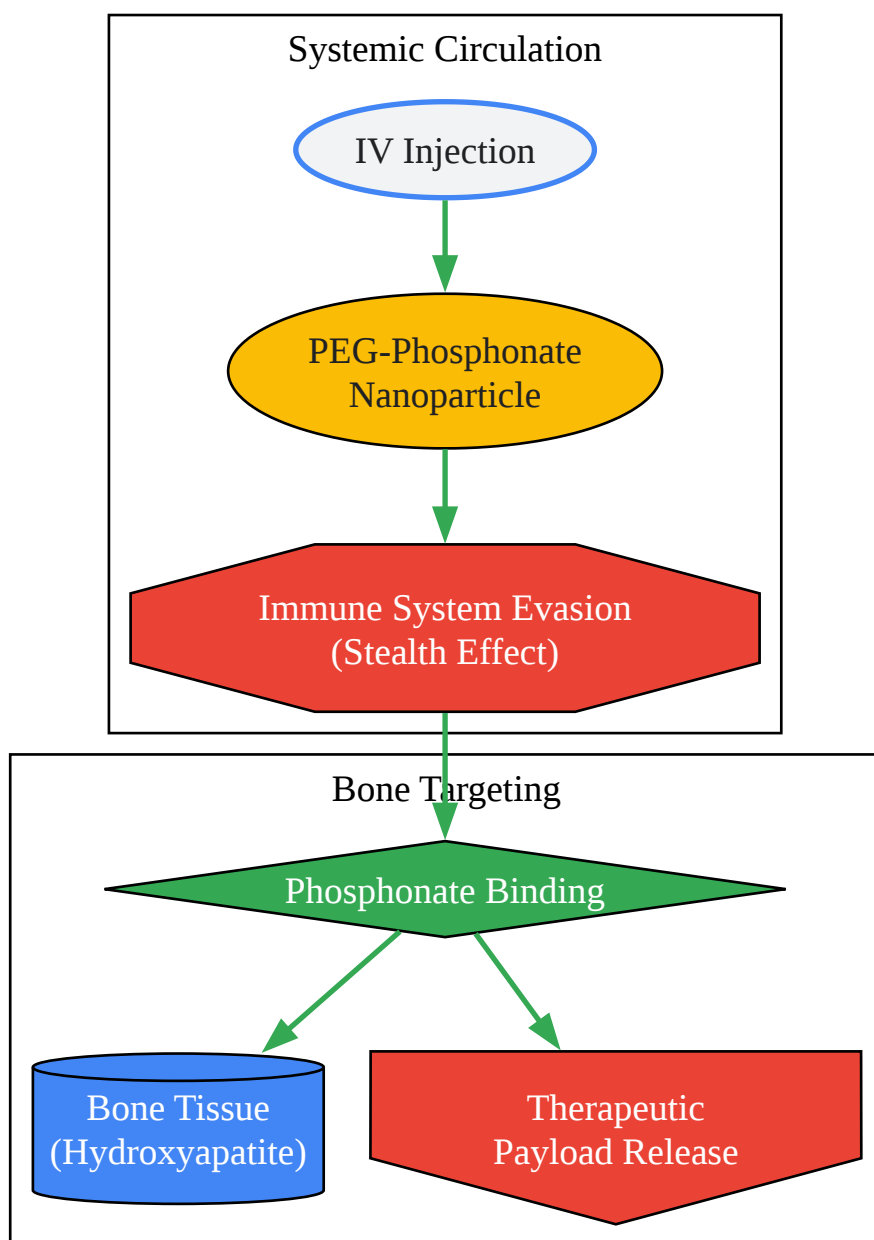 Systemic Circulation
IV Injection
PEG-Phosphonate
Nanoparticle
Immune System Evasion
(Stealth Effect)
Bone Targeting
Phosphonate Binding
Bone Tissue
(Hydroxyapatite)
Therapeutic
Payload Release